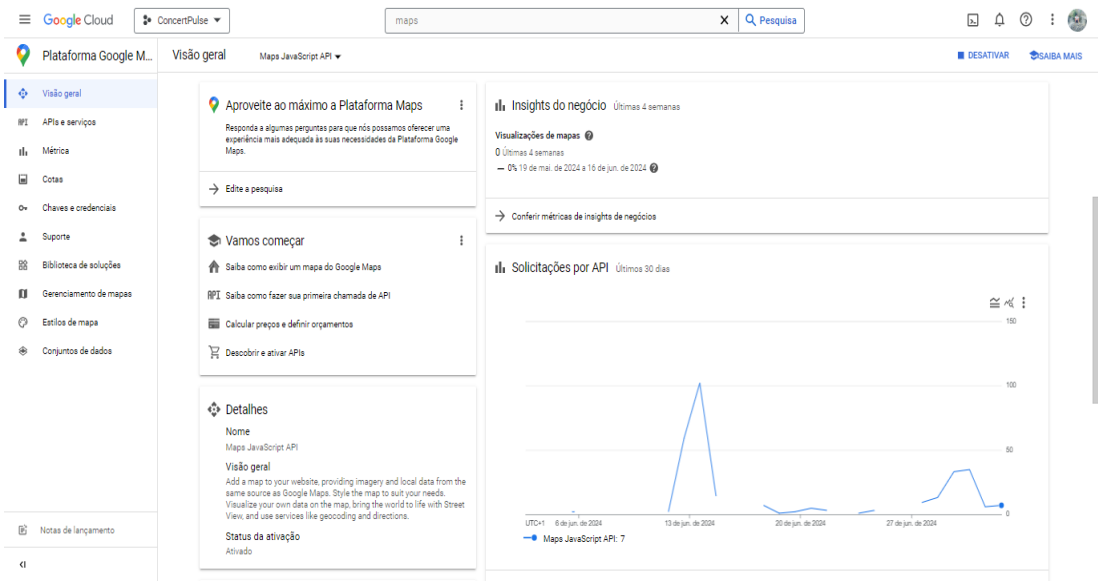 Google Cloud
ConcertPulse
maps
X
Pesquisa
Plataforma Google M...
Visão geral
Maps JavaScript API
DESATIVAR
SAIBA MAIS
Visão geral
API
APIs e serviços
Métrica
Cotas
Chaves e credenciais
Suporte
Biblioteca de soluções
Gerenciamento de mapas
Estilos de mapa
Conjuntos de dados
Notas de lançamento
Aproveite ao máximo a Plataforma Maps
Responda a algumas perguntas para que nós possamos oferecer uma
experiência mais adequada às suas necessidades da Plataforma Google
Maps.
Edite a pesquisa
Vamos começar
Saiba como exibir um mapa do Google Maps
API
Saiba como fazer sua primeira chamada de API
Calcular preços e definir orçamentos
Descobrir e ativar APIs
Detalhes
Nome
Maps JavaScript API
Visão geral
Add a map to your website, providing imagery and local data from the
same source as Google Maps. Style the map to suit your needs.
Visualize your own data on the map, bring the world to life with Street
View, and use services like geocoding and directions.
Status da ativação
Ativado
Insights do negócio Últimas 4 semanas
Visualizações de mapas
0 Últimas 4 semanas
— 0% 19 de mai. de 2024 a 16 de jun. de 2024
Conferir métricas de insights de negócios
Solicitações por API Últimos 30 dias
150
100
50
0
UTC+1 6 de jun. de 2024 13 de jun. de 2024 20 de jun. de 2024 27 de jun. de 2024
Maps JavaScript API: 7